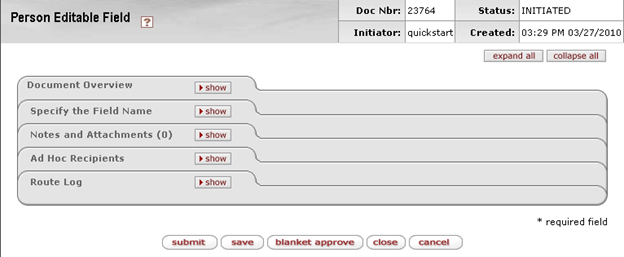 Person Editable Field ?
Doc Nbr: 23764 Status: INITIATED
Initiator: quickstart Created: 03:29 PM 03/27/2010
expand all collapse all
Document Overview show
Specify the Field Name show
Notes and Attachments (0) show
Ad Hoc Recipients show
Route Log show
* required field
submit save blanket approve close cancel